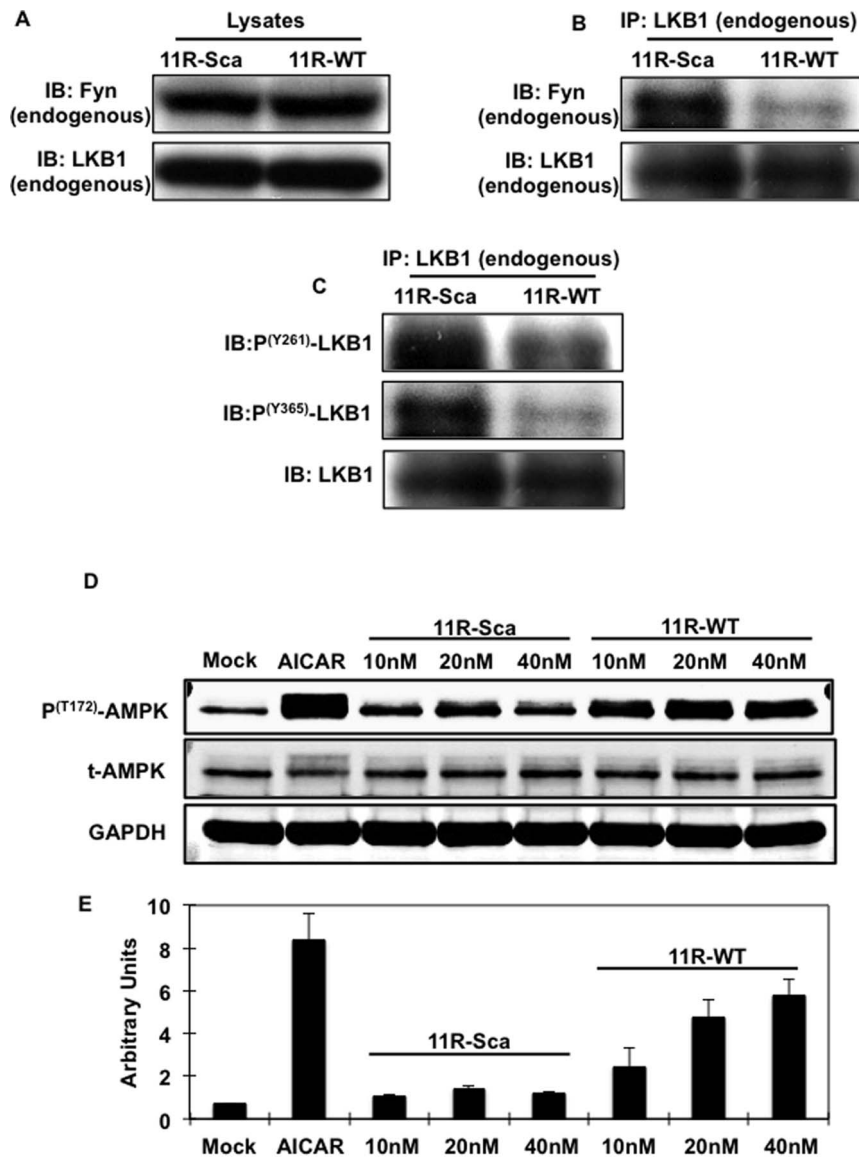 A
Lysates
11R-Sca 11R-WT
IB: Fyn
(endogenous)
IB: LKB1
(endogenous)
B
IP: LKB1 (endogenous)
11R-Sca 11R-WT
IB: Fyn
(endogenous)
IB: LKB1
(endogenous)
C
IP: LKB1 (endogenous)
11R-Sca 11R-WT
IB:P(Y261)-LKB1
IB:P(Y365)-LKB1
IB: LKB1
D
11R-Sca 11R-WT
Mock AICAR 10nM 20nM 40nM 10nM 20nM 40nM
P(T172)-AMPK
t-AMPK
GAPDH
E
Arbitrary Units
10
8
6
4
2
0
11R-Sca
11R-WT
Mock AICAR 10nM 20nM 40nM 10nM 20nM 40nM